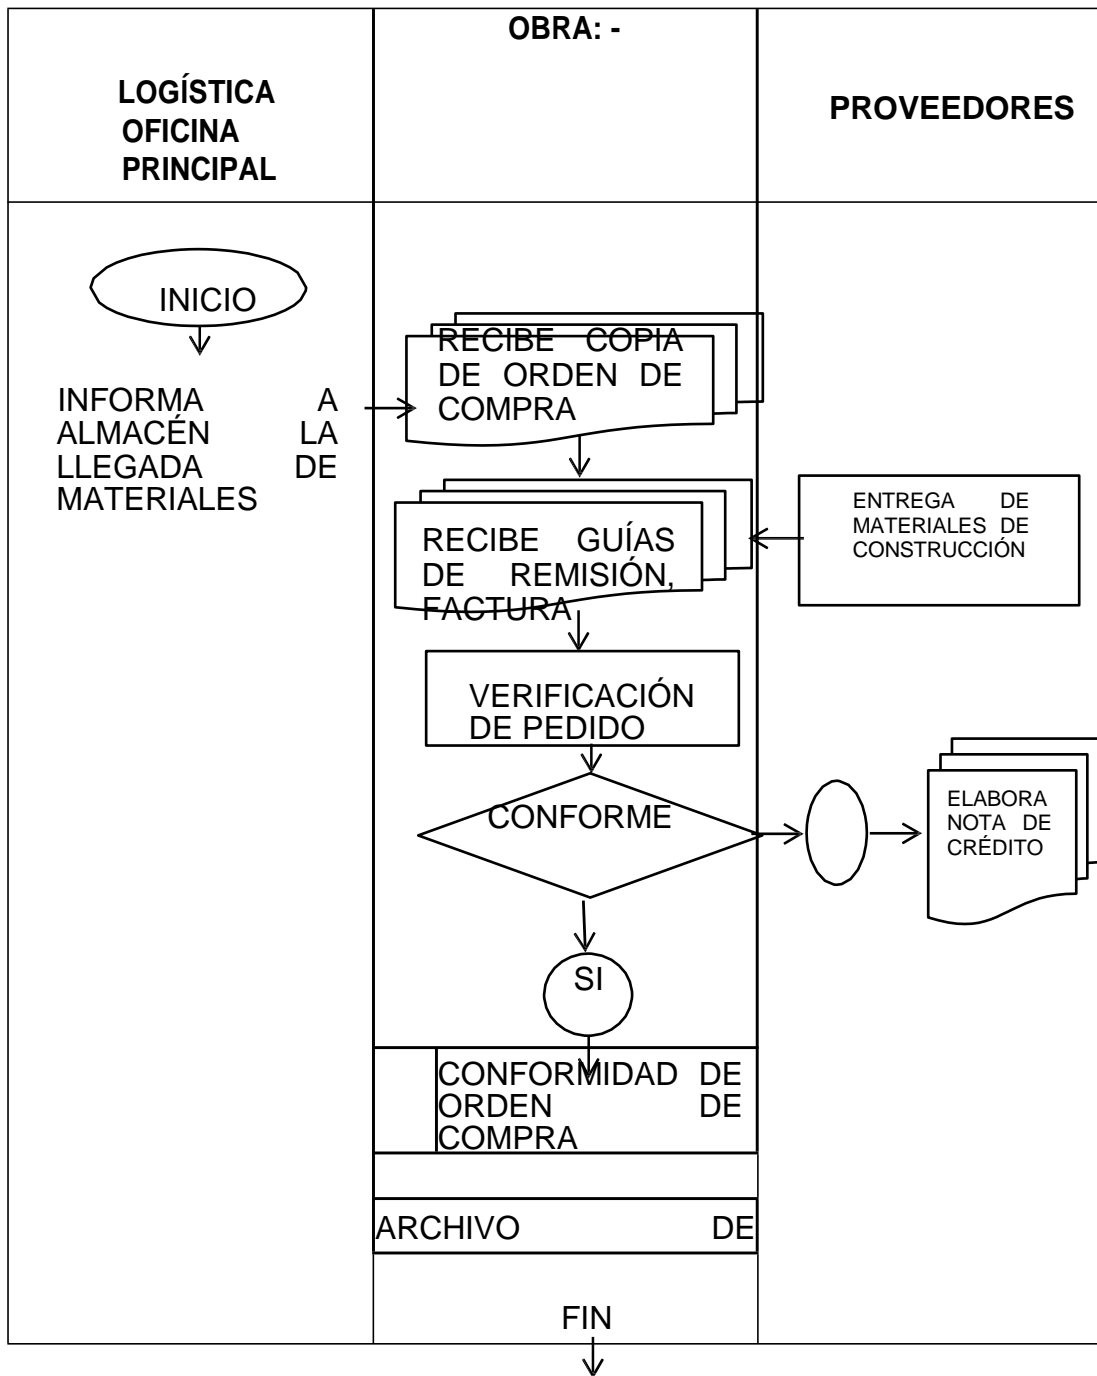 OBRA: -
LOGÍSTICA
OFICINA
PRINCIPAL
PROVEEDORES
INICIO
INFORMA A
ALMACÉN LA
LLEGADA DE
MATERIALES
RECIBE COPIA
DE ORDEN DE
COMPRA
RECIBE GUÍAS
DE REMISIÓN,
FACTURA
ENTREGA DE
MATERIALES DE
CONSTRUCCIÓN
VERIFICACIÓN
DE PEDIDO
CONFORME
ELABORA
NOTA DE
CRÉDITO
SI
CONFORMIDAD DE
ORDEN DE
COMPRA
ARCHIVO DE
FIN